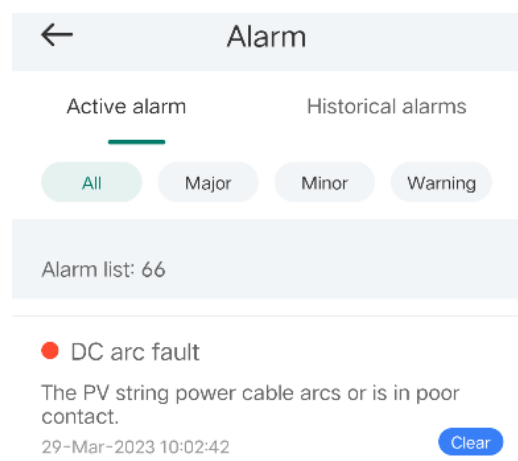 Alarm
Active alarm Historical alarms
All Major Minor Warning
Alarm list: 66
DC arc fault
The PV string power cable arcs or is in poor
contact.
29-Mar-2023 10:02:42 Clear